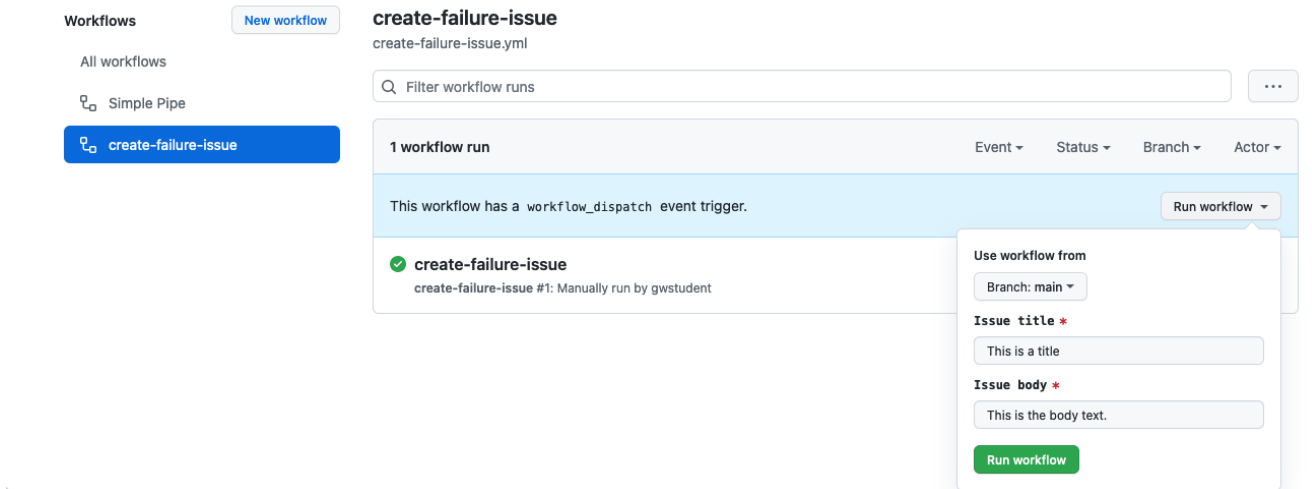 Workflows
New workflow
All workflows
Simple Pipe
create-failure-issue
create-failure-issue
create-failure-issue.yml
Filter workflow runs
...
1 workflow run
Event
Status
Branch
Actor
This workflow has a workflow_dispatch event trigger.
Run workflow
create-failure-issue
create-failure-issue #1: Manually run by gwstudent
Use workflow from
Branch: main
Issue title *
This is a title
Issue body *
This is the body text.
Run workflow